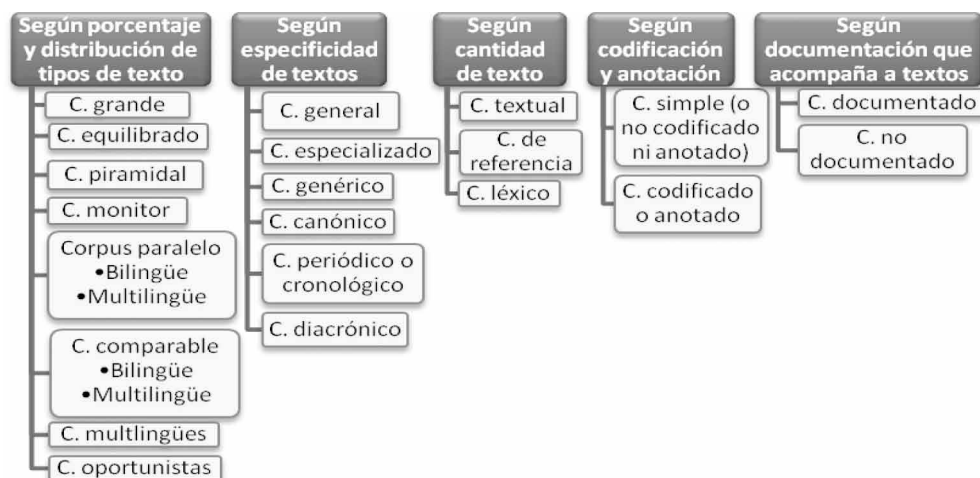 Según porcentaje
y distribución de
tipos de texto
C. grande
C. equilibrado
C. piramidal
C. monitor
Corpus paralelo
•Bilingüe
•Multilingüe
C. comparable
•Bilingüe
•Multilingüe
C. multlingües
C. oportunistas
Según
especificidad
de textos
C. general
C. especializado
C. genérico
C. canónico
C. periódico o
cronológico
C. diacrónico
Según
cantidad
de texto
C. textual
C. de
referencia
C. léxico
Según
codificación
y anotación
C. simple (o
no codificado
ni anotado)
C. codificado
o anotado
Según
documentación que
acompaña a textos
C. documentado
C. no
documentado